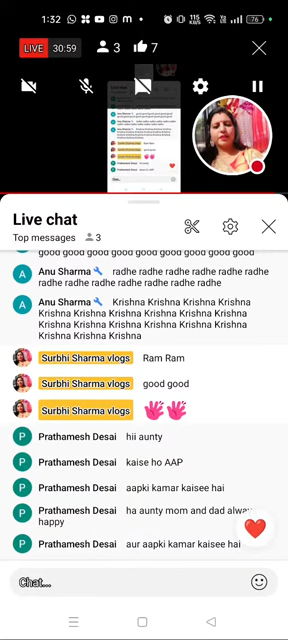 1:32
115 KB/S
76
LIVE 30:59 3 7
Live chat
Top messages 3
good good good good good good good good good
Anu Sharma radhe radhe radhe radhe radhe
radhe radhe radhe radhe radhe radhe radhe
Anu Sharma Krishna Krishna Krishna Krishna
Krishna Krishna Krishna Krishna Krishna
Krishna Krishna Krishna Krishna Krishna
Krishna Krishna Krishna Krishna
Surbhi Sharma vlogs Ram Ram
Surbhi Sharma vlogs good good
Surbhi Sharma vlogs
Prathamesh Desai hii aunty
Prathamesh Desai kaise ho AAP
Prathamesh Desai aapki kamar kaisee hai
Prathamesh Desai ha aunty mom and dad alway
happy
Prathamesh Desai aur aapki kamar kaisee hai
Chat...